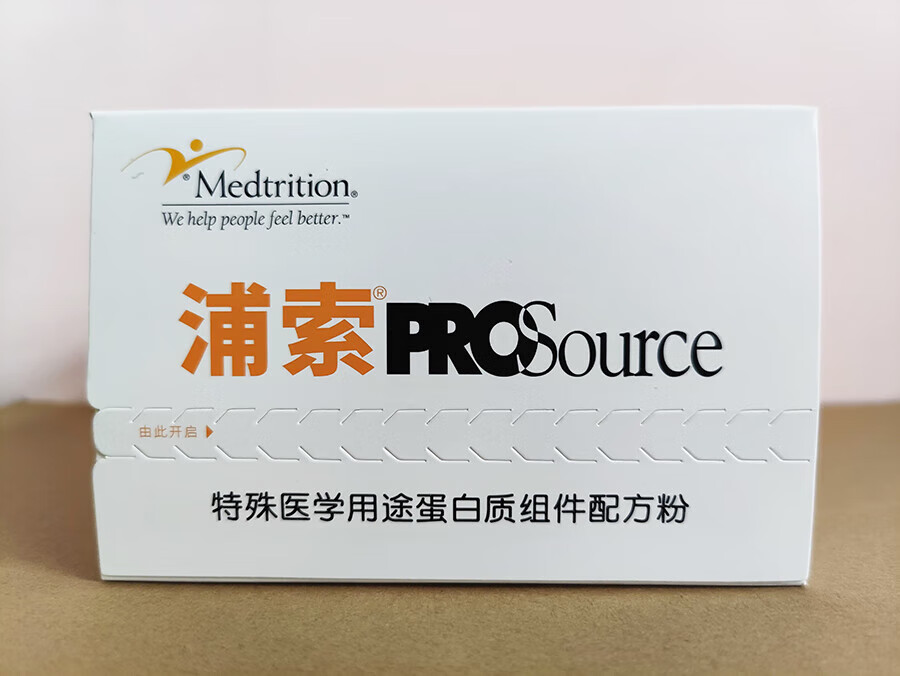 ® Medtrition®
We help people feel better.™
浦索® PROSource
由此开启
特殊医学用途蛋白质组件配方粉